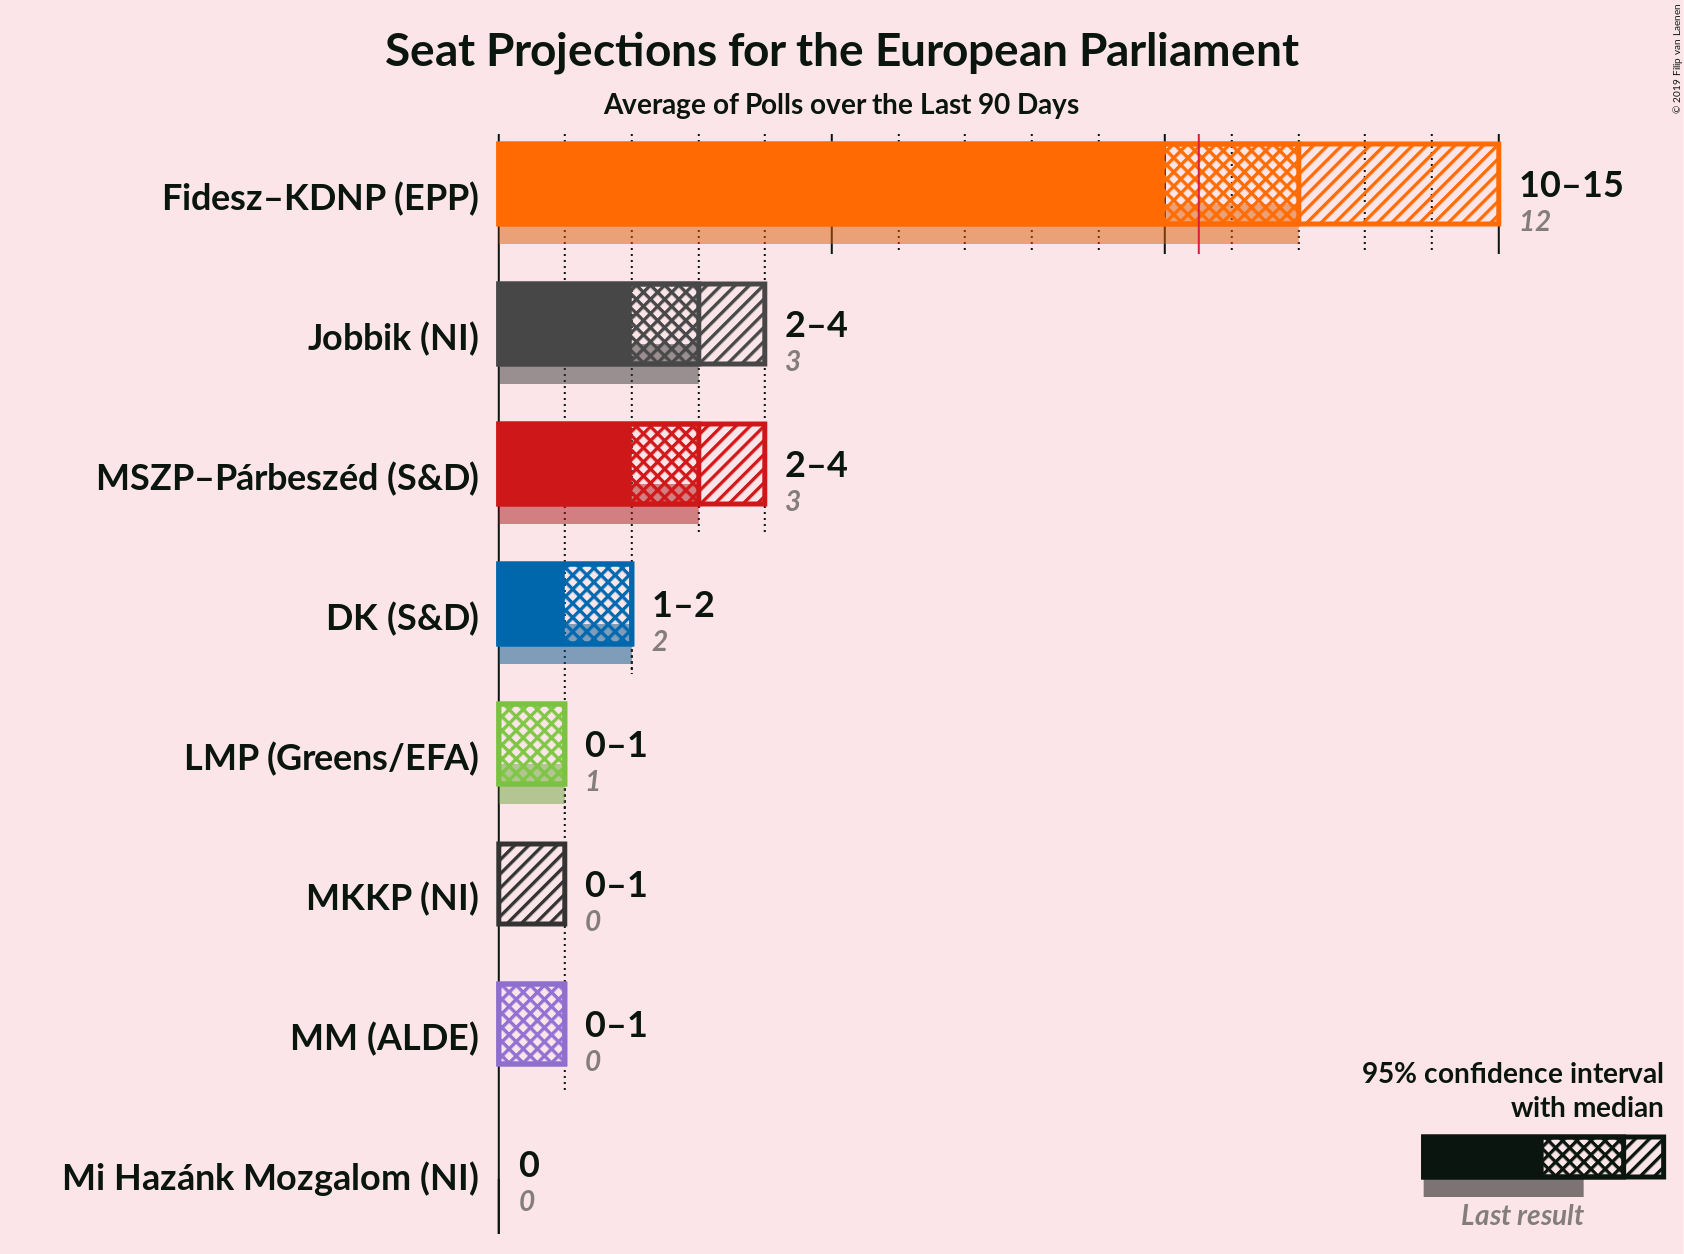 Seat Projections for the European Parliament
Average of Polls over the Last 90 Days
© 2019 Filip van Laenen
Fidesz–KDNP (EPP)
10–15
12
Jobbik (NI)
2–4
3
MSZP–Párbeszéd (S&D)
2–4
3
DK (S&D)
1–2
2
LMP (Greens/EFA)
0–1
1
MKKP (NI)
0–1
0
MM (ALDE)
0–1
0
Mi Hazánk Mozgalom (NI)
0
0
95% confidence interval
with median
Last result